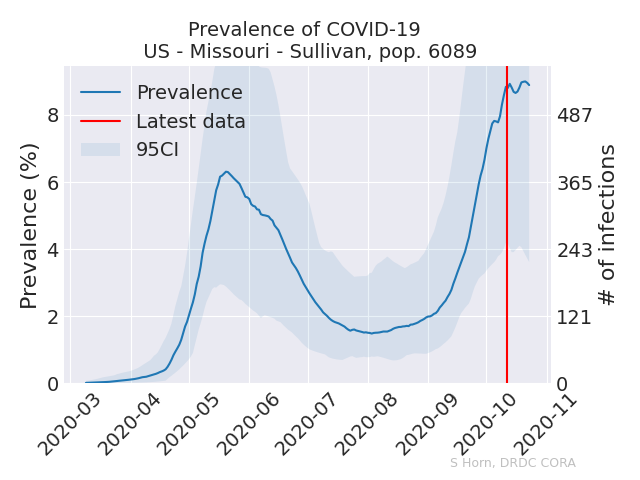 Prevalence of COVID-19
US - Missouri - Sullivan, pop. 6089
Prevalence
Latest data
95CI
Prevalence (%)
8
6
4
2
0
487
365
243
121
0
# of infections
2020-03
2020-04
2020-05
2020-06
2020-07
2020-08
2020-09
2020-10
2020-11
S Horn, DRDC CORA